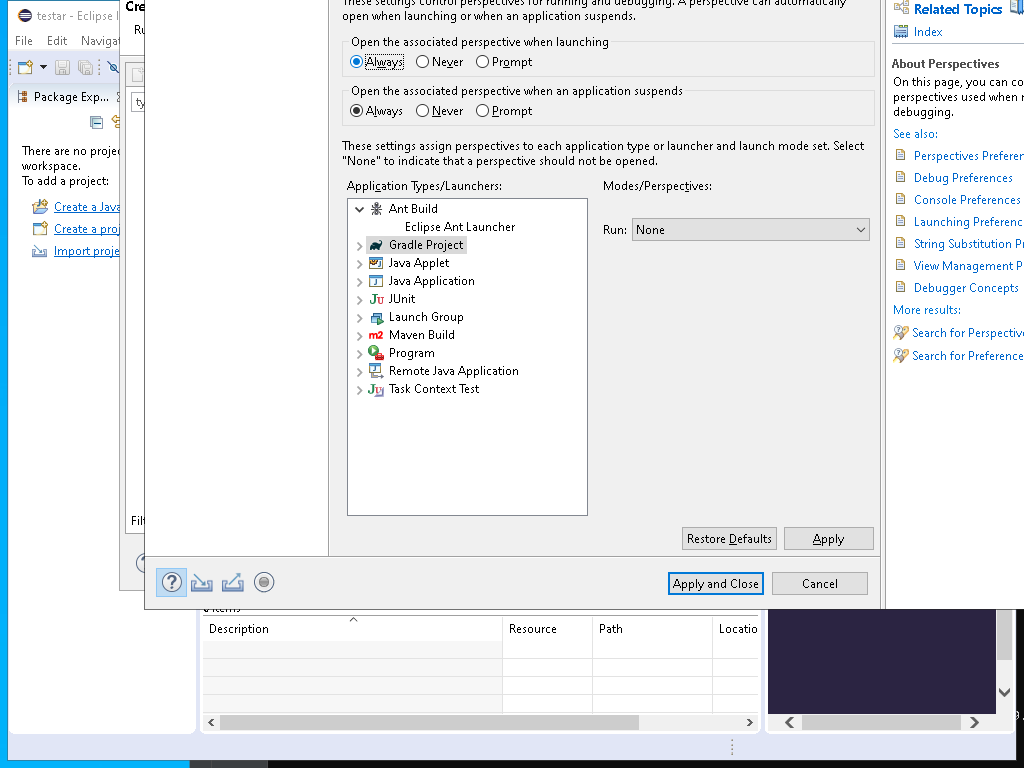 testar - Eclipse I
File Edit Navigat
Package Exp...
There are no proje
workspace.
To add a project:
Create a Java
Create a proj
Import proje
Cre
Ru
ty
Filt
These settings control perspectives for running and debugging. A perspective can automatically
open when launching or when an application suspends.
Open the associated perspective when launching
Always Never Prompt
Open the associated perspective when an application suspends
Always Never Prompt
These settings assign perspectives to each application type or launcher and launch mode set. Select
"None" to indicate that a perspective should not be opened.
Application Types/Launchers:
Modes/Perspectives:
Ant Build
Eclipse Ant Launcher
Gradle Project
Java Applet
Java Application
JUnit
Launch Group
Maven Build
Program
Remote Java Application
Task Context Test
Run: None
Restore Defaults Apply
Apply and Close Cancel
Related Topics
Index
About Perspectives
On this page, you can co
perspectives used when r
debugging.
See also:
Perspectives Preferen
Debug Preferences
Console Preferences
Launching Preferenc
String Substitution Pr
View Management P
Debugger Concepts
More results:
Search for Perspective
Search for Preference
Description Resource Path Locatio